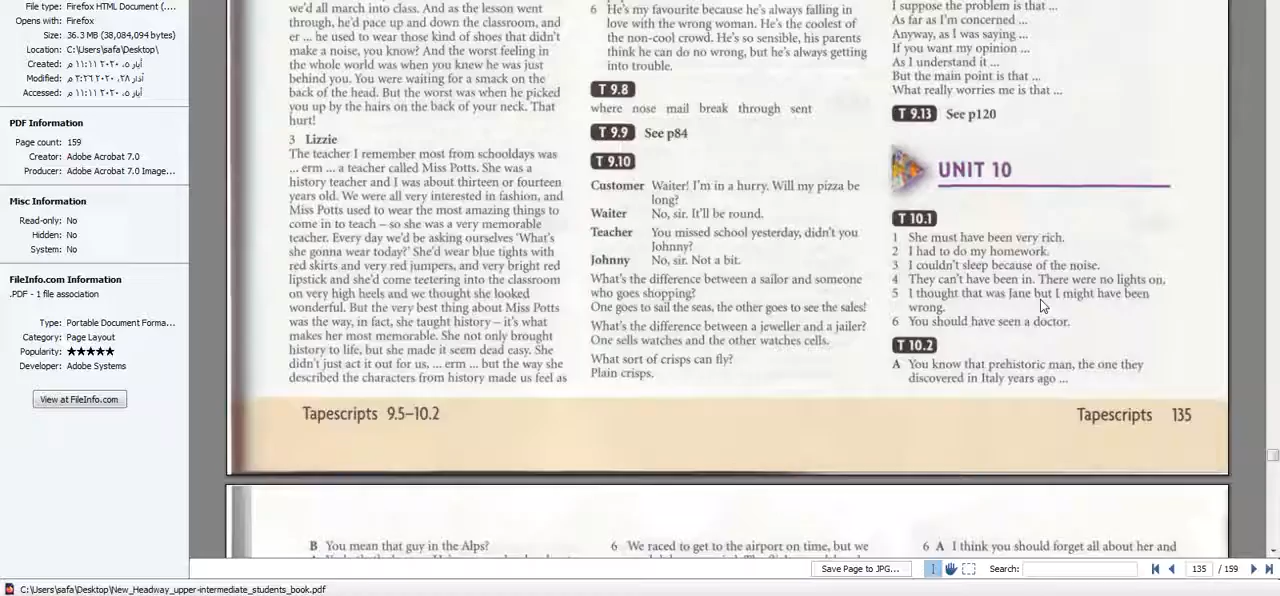 File type: Firefox HTML Document (....
Opens with: Firefox
Size: 36.3 MB (38,084,094 bytes)
Location: C:\Users\safa\Desktop\
Created: أيار ٠٥, ٢٠٢٠ ١١:١١ م
Modified: آذار ٢٨, ٢٠٢٠ ٢:٢٦ م
Accessed: أيار ٠٥, ٢٠٢٠ ١١:١١ م
PDF Information
Page count: 159
Creator: Adobe Acrobat 7.0
Producer: Adobe Acrobat 7.0 Image...
Misc Information
Read-only: No
Hidden: No
System: No
FileInfo.com Information
.PDF - 1 file association
Type: Portable Document Forma...
Category: Page Layout
Popularity: ★★★★★
Developer: Adobe Systems
View at FileInfo.com
we'd all march into class. And as the lesson went
through, he'd pace up and down the classroom, and
er ... he used to wear those kind of shoes that didn't
make a noise, you know? And the worst feeling in
the whole world was when you knew he was just
behind you. You were waiting for a smack on the
back of the head. But the worst was when he picked
you up by the hairs on the back of your neck. That
hurt!
3 Lizzie
The teacher I remember most from schooldays was
... erm ... a teacher called Miss Potts. She was a
history teacher and I was about thirteen or fourteen
years old. We were all very interested in fashion, and
Miss Potts used to wear the most amazing things to
come in to teach – so she was a very memorable
teacher. Every day we'd be asking ourselves 'What's
she gonna wear today?' She'd wear blue tights with
red skirts and very red jumpers, and very bright red
lipstick and she'd come teetering into the classroom
on very high heels and we thought she looked
wonderful. But the very best thing about Miss Potts
was the way, in fact, she taught history – it's what
makes her most memorable. She not only brought
history to life, but she made it seem dead easy. She
didn't just act it out for us, ... erm ... but the way she
described the characters from history made us feel as
6 He's my favourite because he's always falling in
love with the wrong woman. He's the coolest of
the non-cool crowd. He's so sensible, his parents
think he can do no wrong, but he's always getting
into trouble.
T 9.8
where nose mail break through sent
T 9.9 See p84
T 9.10
Customer Waiter! I'm in a hurry. Will my pizza be
long?
Waiter No, sir. It'll be round.
Teacher You missed school yesterday, didn't you
Johnny?
Johnny No, sir. Not a bit.
What's the difference between a sailor and someone
who goes shopping?
One goes to sail the seas, the other goes to see the sales!
What's the difference between a jeweller and a jailer?
One sells watches and the other watches cells.
What sort of crisps can fly?
Plain crisps.
I suppose the problem is that ...
As far as I'm concerned ...
Anyway, as I was saying ...
If you want my opinion ...
As I understand it ...
But the main point is that ...
What really worries me is that ...
T 9.13 See p120
UNIT 10
T 10.1
1 She must have been very rich.
2 I had to do my homework.
3 I couldn't sleep because of the noise.
4 They can't have been in. There were no lights on.
5 I thought that was Jane but I might have been
wrong.
6 You should have seen a doctor.
T 10.2
A You know that prehistoric man, the one they
discovered in Italy years ago ...
Tapescripts 9.5–10.2
Tapescripts 135
B You mean that guy in the Alps?
6 We raced to get to the airport on time, but we
6 A I think you should forget all about her and
Save Page to JPG...
Search:
135 / 159
C:\Users\safa\Desktop\New_Headway_upper-intermediate_students_book.pdf